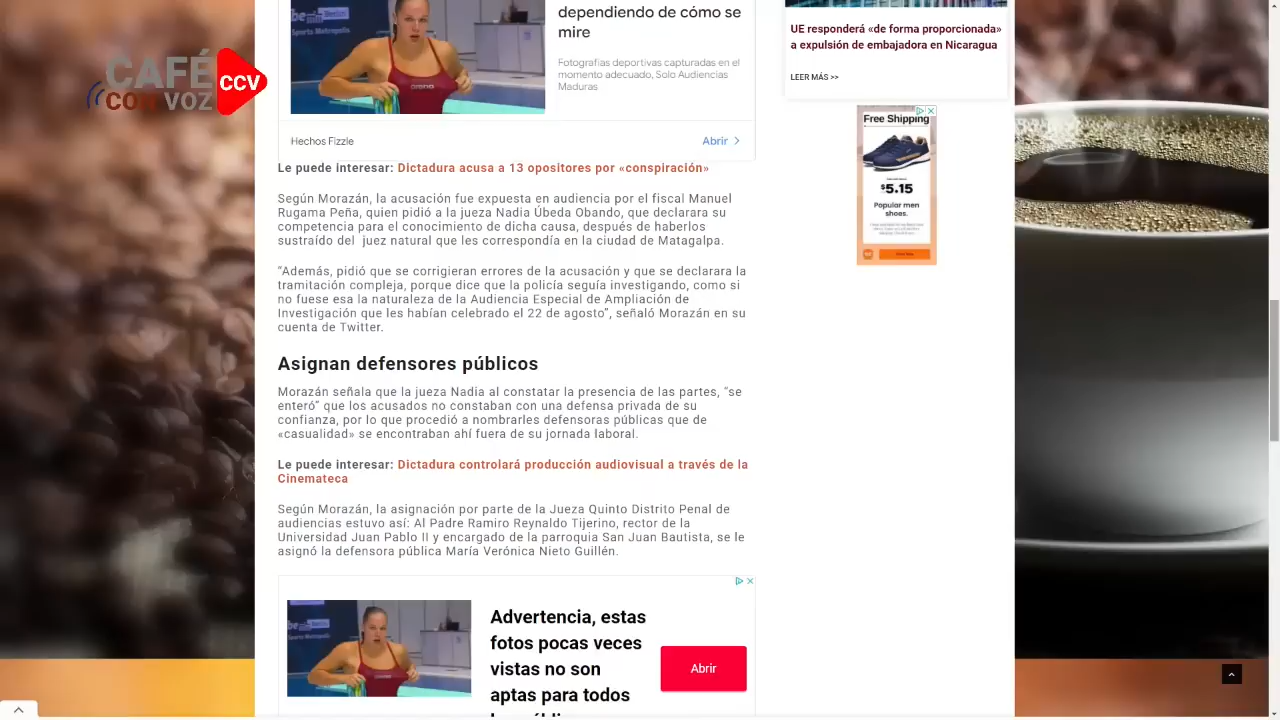 CAFÉ
CON VOZ
CCV
dependiendo de cómo se
mire
Fotografías deportivas capturadas en el
momento adecuado, Solo Audiencias
Maduras
Hechos Fizzle
Abrir
Le puede interesar: Dictadura acusa a 13 opositores por «conspiración»
Según Morazán, la acusación fue expuesta en audiencia por el fiscal Manuel
Rugama Peña, quien pidió a la jueza Nadia Úbeda Obando, que declarara su
competencia para el conocimiento de dicha causa, después de haberlos
sustraído del juez natural que les correspondía en la ciudad de Matagalpa.
“Además, pidió que se corrigieran errores de la acusación y que se declarara la
tramitación compleja, porque dice que la policía seguía investigando, como si
no fuese esa la naturaleza de la Audiencia Especial de Ampliación de
Investigación que les habían celebrado el 22 de agosto”, señaló Morazán en su
cuenta de Twitter.
Asignan defensores públicos
Morazán señala que la jueza Nadia al constatar la presencia de las partes, “se
enteró” que los acusados no constaban con una defensa privada de su
confianza, por lo que procedió a nombrarles defensoras públicas que de
«casualidad» se encontraban ahí fuera de su jornada laboral.
Le puede interesar: Dictadura controlará producción audiovisual a través de la
Cinemateca
Según Morazán, la asignación por parte de la Jueza Quinto Distrito Penal de
audiencias estuvo así: Al Padre Ramiro Reynaldo Tijerino, rector de la
Universidad Juan Pablo II y encargado de la parroquia San Juan Bautista, se le
asignó la defensora pública María Verónica Nieto Guillén.
Advertencia, estas
fotos pocas veces
vistas no son
aptas para todos
Abrir
UE responderá «de forma proporcionada»
a expulsión de embajadora en Nicaragua
LEER MÁS >>
Free Shipping
$5.15
Popular men
shoes.